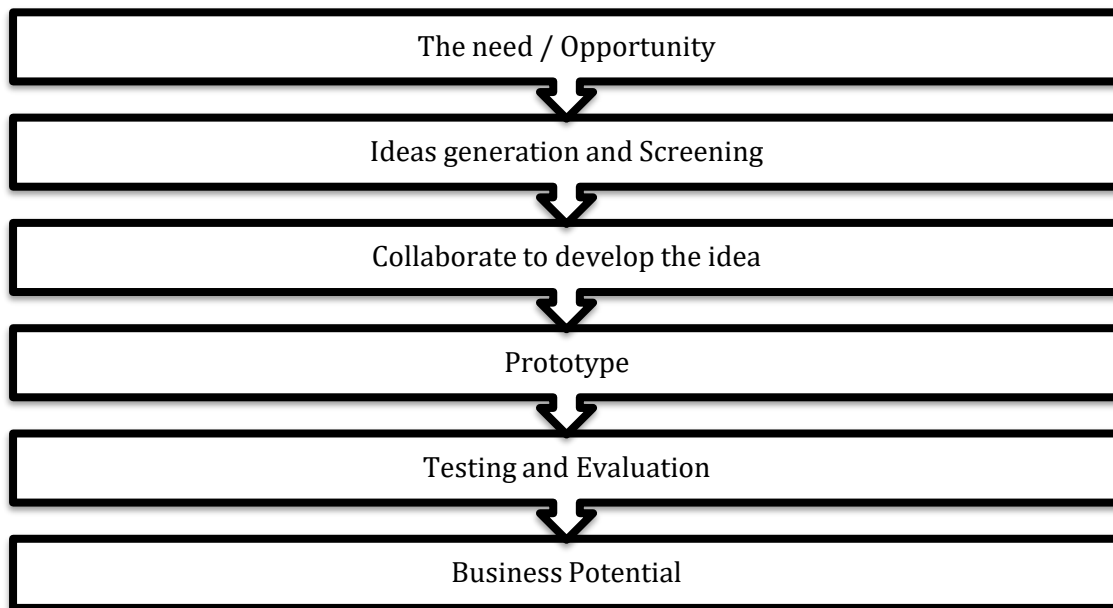 The need / Opportunity
Ideas generation and Screening
Collaborate to develop the idea
Prototype
Testing and Evaluation
Business Potential